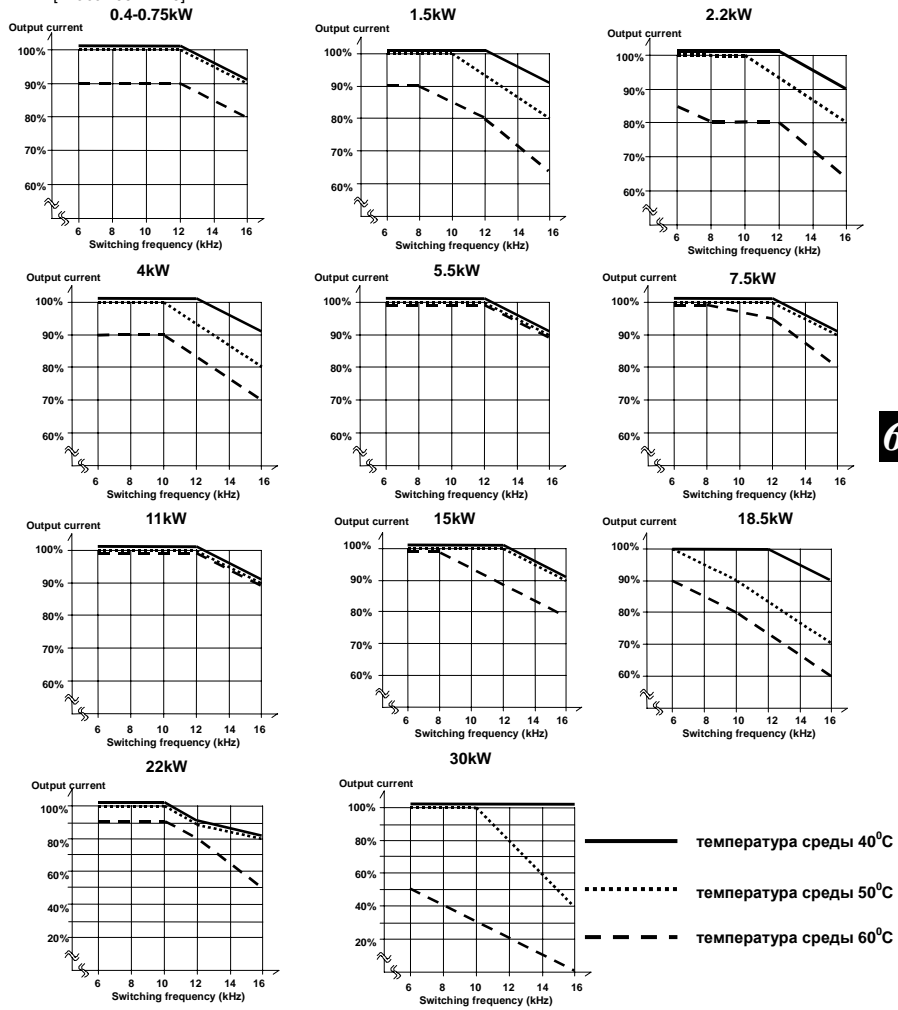 0.4-0.75kW
Output current
100%
90%
80%
70%
60%
6 8 10 12 14 16
Switching frequency (kHz)
1.5kW
Output current
100%
90%
80%
70%
60%
6 8 10 12 14 16
Switching frequency (kHz)
2.2kW
Output current
100%
90%
80%
70%
60%
6 8 10 12 14 16
Switching frequency (kHz)
4kW
Output current
100%
90%
80%
70%
60%
6 8 10 12 14 16
Switching frequency (kHz)
5.5kW
Output current
100%
90%
80%
70%
60%
6 8 10 12 14 16
Switching frequency (kHz)
7.5kW
Output current
100%
90%
80%
70%
60%
6 8 10 12 14 16
Switching frequency (kHz)
6
11kW
Output current
100%
90%
80%
70%
60%
6 8 10 12 14 16
Switching frequency (kHz)
15kW
Output current
100%
90%
80%
70%
60%
6 8 10 12 14 16
Switching frequency (kHz)
18.5kW
Output current
100%
90%
80%
70%
60%
6 8 10 12 14 16
Switching frequency (kHz)
22kW
Output current
100%
80%
60%
40%
20%
6 8 10 12 14 16
Switching frequency (kHz)
30kW
Output current
100%
80%
60%
40%
20%
6 8 10 12 14 16
Switching frequency (kHz)
температура среды 40⁰C
температура среды 50⁰C
температура среды 60⁰C